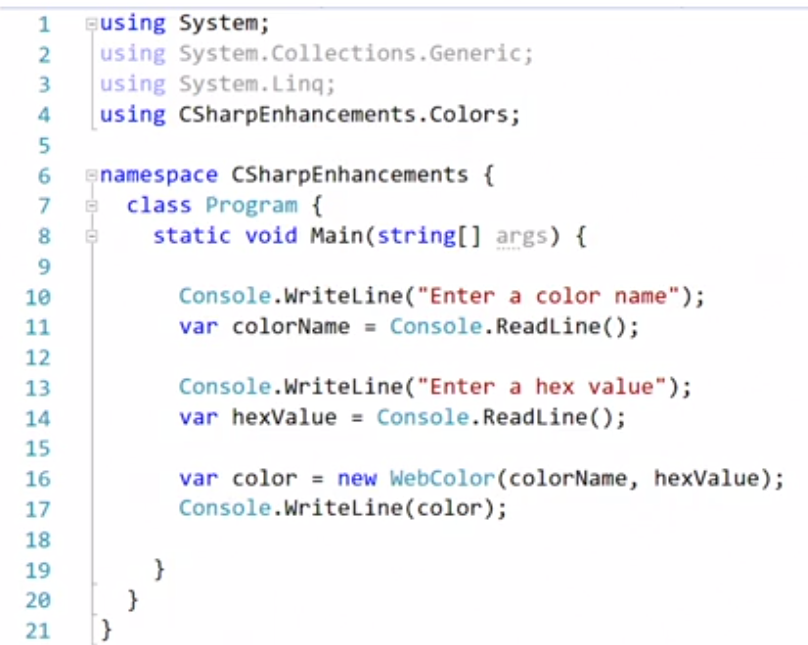 1 using System;
2 using System.Collections.Generic;
3 using System.Linq;
4 using CSharpEnhancements.Colors;
5
6 namespace CSharpEnhancements {
7 class Program {
8 static void Main(string[] args) {
9
10 Console.WriteLine("Enter a color name");
11 var colorName = Console.ReadLine();
12
13 Console.WriteLine("Enter a hex value");
14 var hexValue = Console.ReadLine();
15
16 var color = new WebColor(colorName, hexValue);
17 Console.WriteLine(color);
18
19 }
20 }
21 }